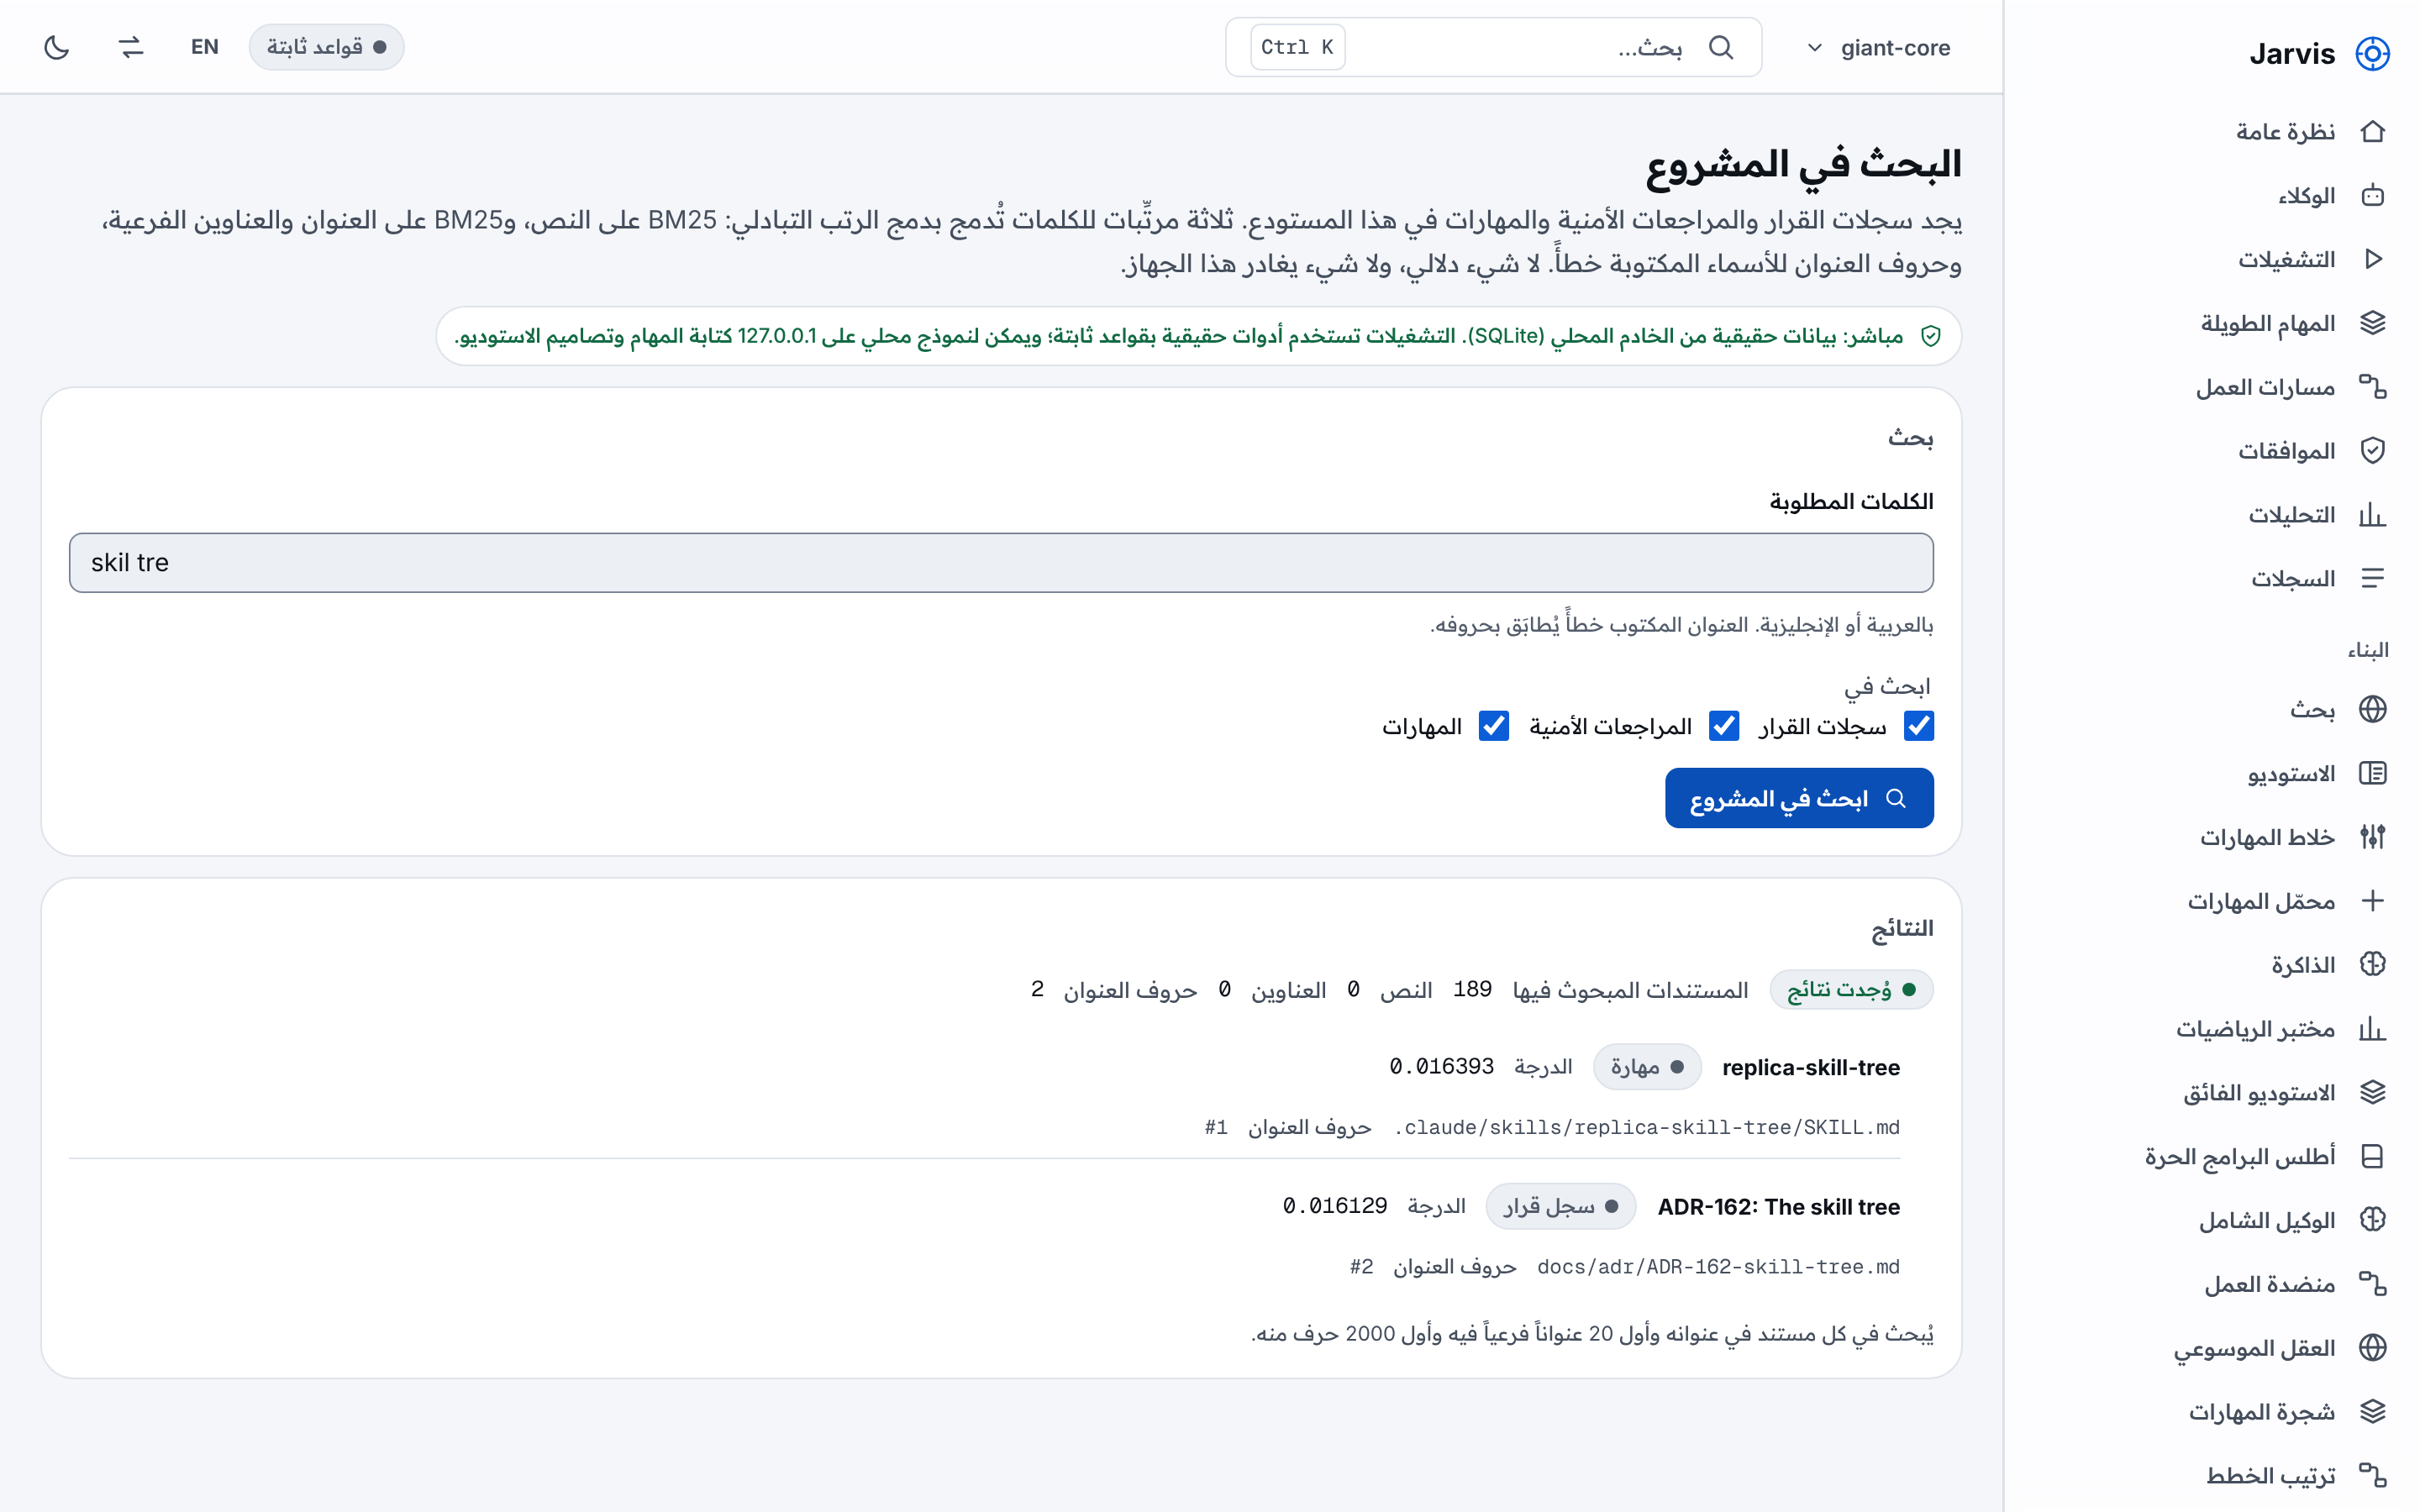 Jarvis
نظرة عامة
الوكلاء
التشغيلات
المهام الطويلة
مسارات العمل
الموافقات
التحليلات
السجلات
البناء
بحث
الاستوديو
خلاط المهارات
محمّل المهارات
الذاكرة
مختبر الرياضيات
الاستوديو الفائق
أطلس البرامج الحرة
الوكيل الشامل
منضدة العمل
العقل الموسوعي
شجرة المهارات
ترتيب الخطط
giant-core بحث... Ctrl K قواعد ثابتة EN
البحث في المشروع
يجد سجلات القرار والمراجعات الأمنية والمهارات في هذا المستودع. ثلاثة مرتِّبات للكلمات تُدمج بدمج الرتب التبادلي: BM25 على النص، وBM25 على العنوان والعناوين الفرعية،
وحروف العنوان للأسماء المكتوبة خطأً. لا شيء دلالي، ولا شيء يغادر هذا الجهاز.
مباشر: بيانات حقيقية من الخادم المحلي (SQLite). التشغيلات تستخدم أدوات حقيقية بقواعد ثابتة؛ ويمكن لنموذج محلي على 127.0.0.1 كتابة المهام وتصاميم الاستوديو.
بحث
الكلمات المطلوبة
skil tre
بالعربية أو الإنجليزية. العنوان المكتوب خطأً يُطابَق بحروفه.
ابحث في
سجلات القرار المراجعات الأمنية المهارات
ابحث في المشروع
النتائج
وُجدت نتائج المستندات المبحوث فيها 189 النص 0 العناوين 0 حروف العنوان 2
replica-skill-tree مهارة الدرجة 0.016393
.claude/skills/replica-skill-tree/SKILL.md حروف العنوان #1
ADR-162: The skill tree سجل قرار الدرجة 0.016129
docs/adr/ADR-162-skill-tree.md حروف العنوان #2
يُبحث في كل مستند في عنوانه وأول 20 عنواناً فرعياً فيه وأول 2000 حرف منه.